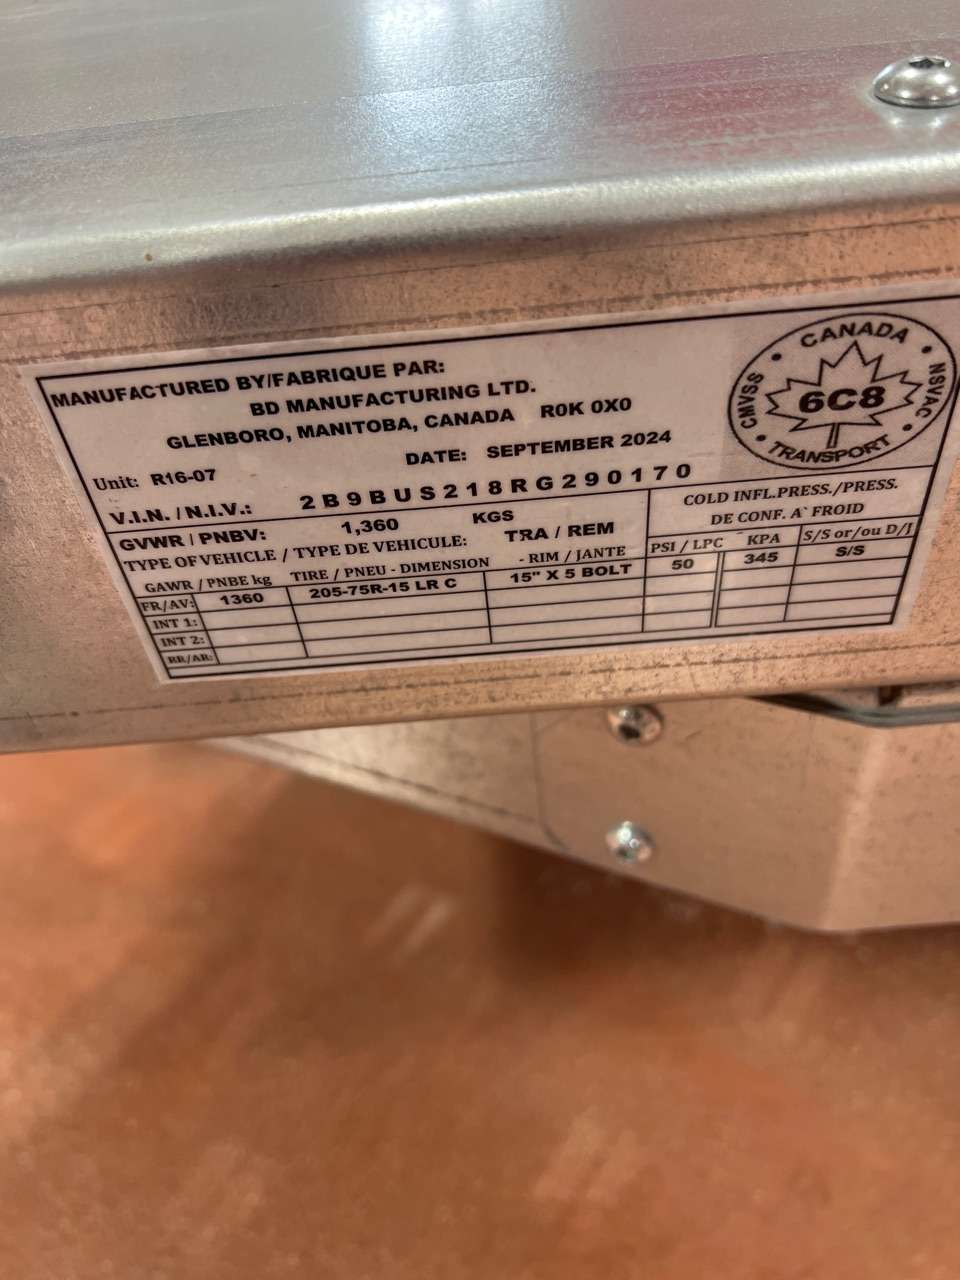 MANUFACTURED BY/FABRIQUE PAR:
BD MANUFACTURING LTD.
GLENBORO, MANITOBA, CANADA R0K 0X0
DATE: SEPTEMBER 2024
Unit: R16-07
V.I.N. / N.I.V.: 2B9BUS218RG290170
GVWR / PNBV: 1,360 KGS
TYPE OF VEHICLE / TYPE DE VEHICULE: TRA / REM
COLD INFL.PRESS./PRESS.
DE CONF. A` FROID
GAWR / PNBE kg TIRE / PNEU - DIMENSION - RIM / JANTE PSI / LPC KPA S/S or/ou D/J
FR/AV: 1360 205-75R-15 LR C 15" X 5 BOLT 50 345 S/S
INT 1:
INT 2:
RR/AR:
CANADA
CMVSS 6C8 NSVAC
TRANSPORT